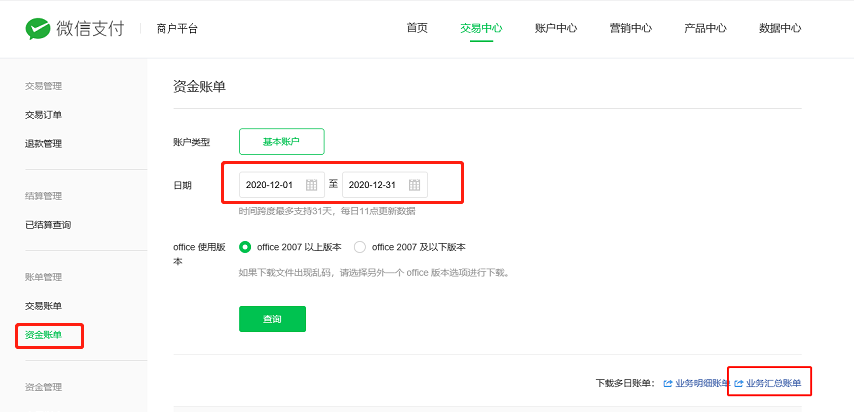 微信支付 商户平台 首页 交易中心 账户中心 营销中心 产品中心 数据中心
交易管理
交易订单
退款管理
结算管理
已结算查询
账单管理
交易账单
资金账单
资金管理
资金账单
账户类型 基本账户
日期 2020-12-01 至 2020-12-31
时间跨度最多支持31天，每日11点更新数据
office 使用版本 office 2007 以上版本 office 2007 及以下版本
如果下载文件出现乱码，请选择另外一个 office 版本选项进行下载。
查询
下载多日账单： 业务明细账单 业务汇总账单